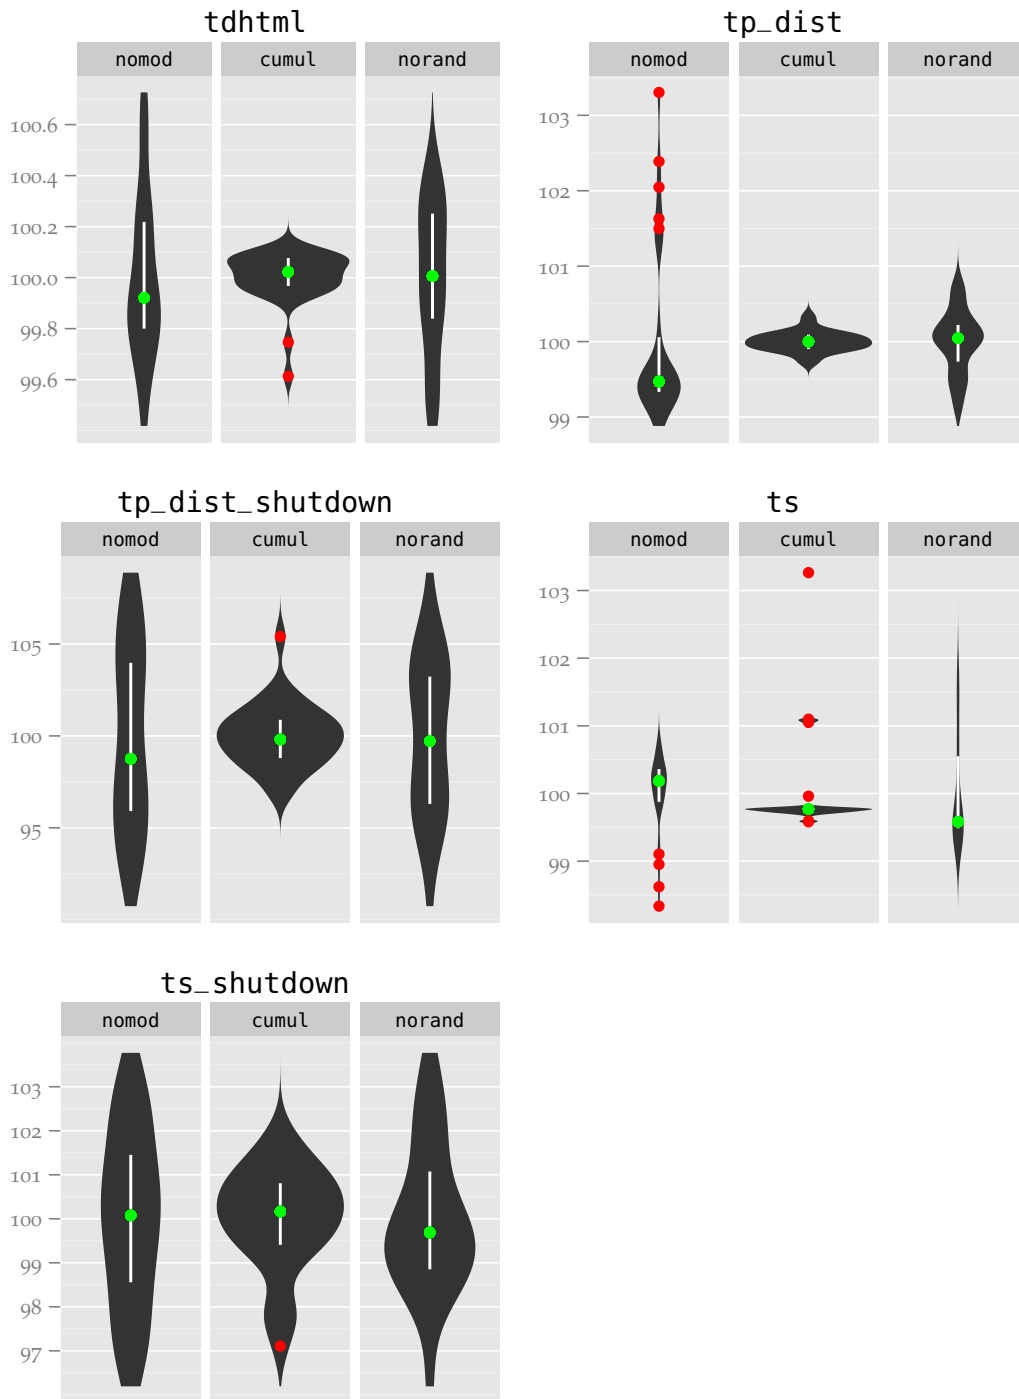 tdhtml
nomod cumul norand
100.6
100.4
100.2
100.0
99.8
99.6
tp_dist
nomod cumul norand
103
102
101
100
99
tp_dist_shutdown
nomod cumul norand
105
100
95
ts
nomod cumul norand
103
102
101
100
99
ts_shutdown
nomod cumul norand
103
102
101
100
99
98
97